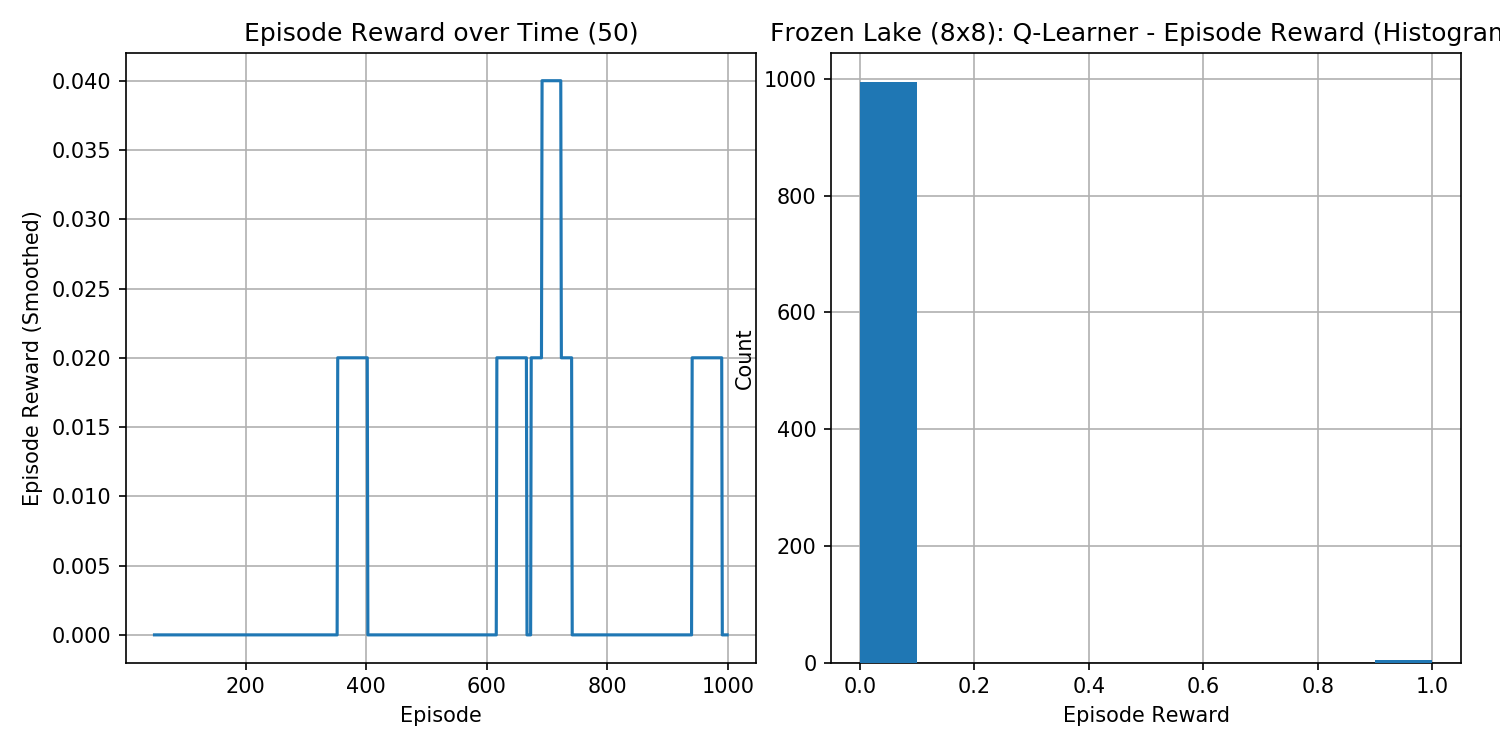 Episode Reward over Time (50)
0.040
0.035
0.030
0.025
0.020
0.015
0.010
0.005
0.000
Episode Reward (Smoothed)
200 400 600 800 1000
Episode
Frozen Lake (8x8): Q-Learner - Episode Reward (Histogran
1000
800
600
400
200
0
Count
0.0 0.2 0.4 0.6 0.8 1.0
Episode Reward